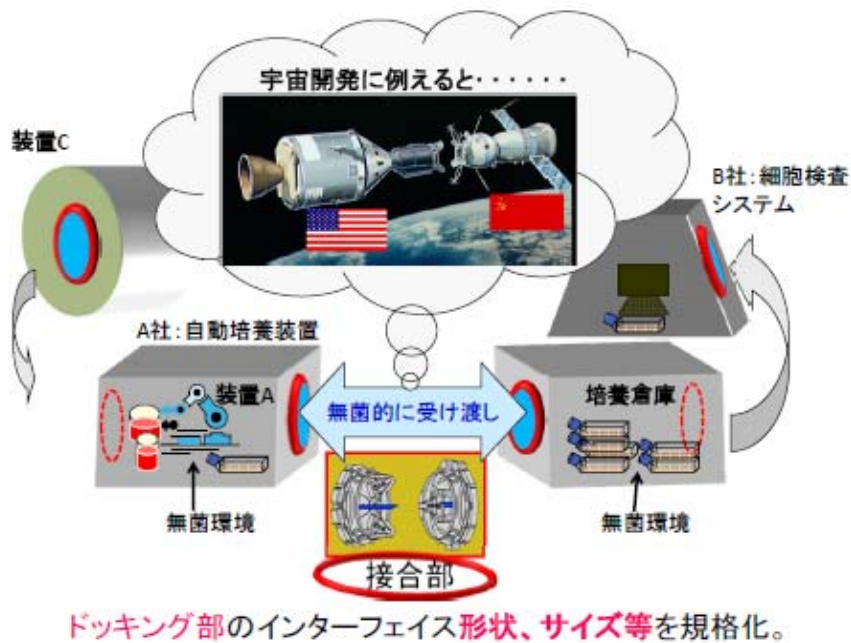 宇宙開発に例えると・・・・・・
装置C
B社：細胞検査
システム
A社：自動培養装置
装置A
無菌的に受け渡し
培養倉庫
無菌環境
無菌環境
接合部
ドッキング部のインターフェイス形状、サイズ等を規格化。